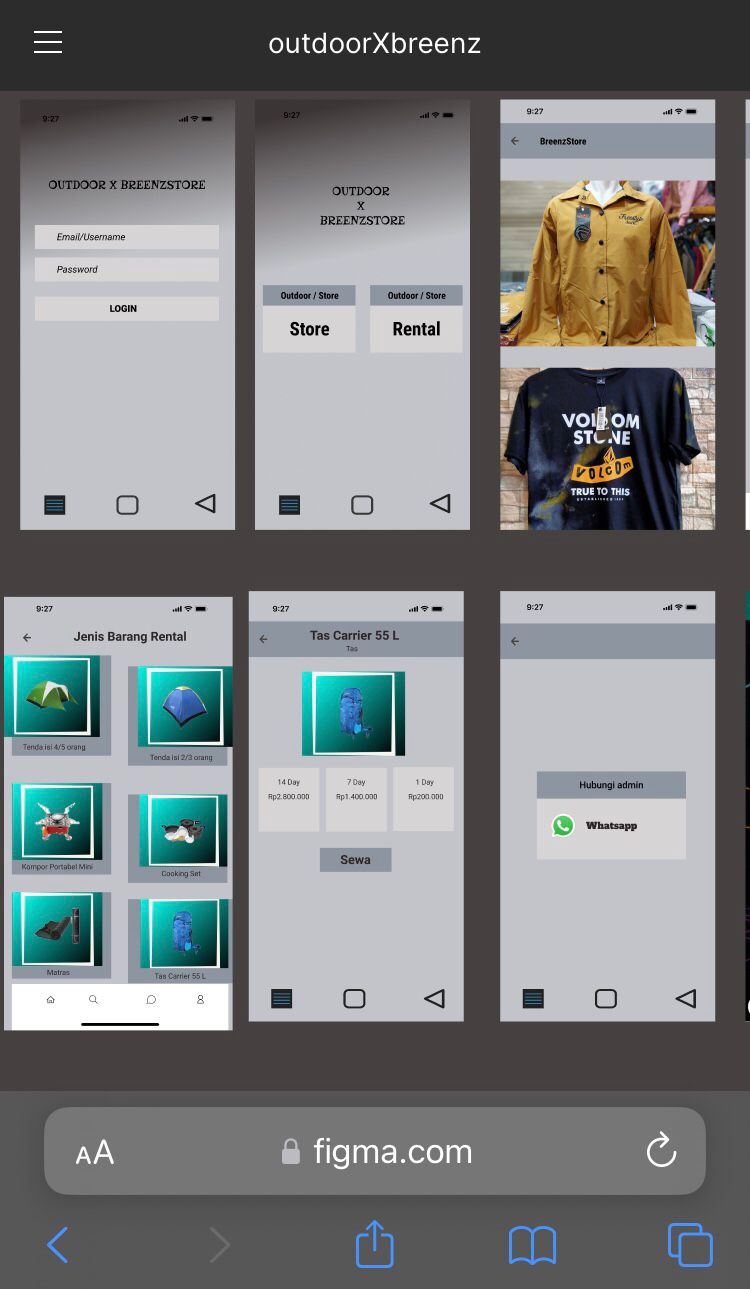 outdoorXbreenz
9:27
OUTDOOR X BREENZSTORE
Email/Username
Password
LOGIN
9:27
OUTDOOR
X
BREENZSTORE
Outdoor / Store
Store
Outdoor / Store
Rental
9:27
BreenzStore
Freestyle
VOLCOM
STONE
VOLCOM
TRUE TO THIS
9:27
Jenis Barang Rental
Tenda isi 4/5 orang
Tenda isi 2/3 orang
Kompor Portabel Mini
Cooking Set
Matras
Tas Carrier 55 L
9:27
Tas Carrier 55 L
Tas
14 Day
Rp2.800.000
7 Day
Rp1.400.000
1 Day
Rp200.000
Sewa
9:27
Hubungi admin
Whatsapp
AA
figma.com